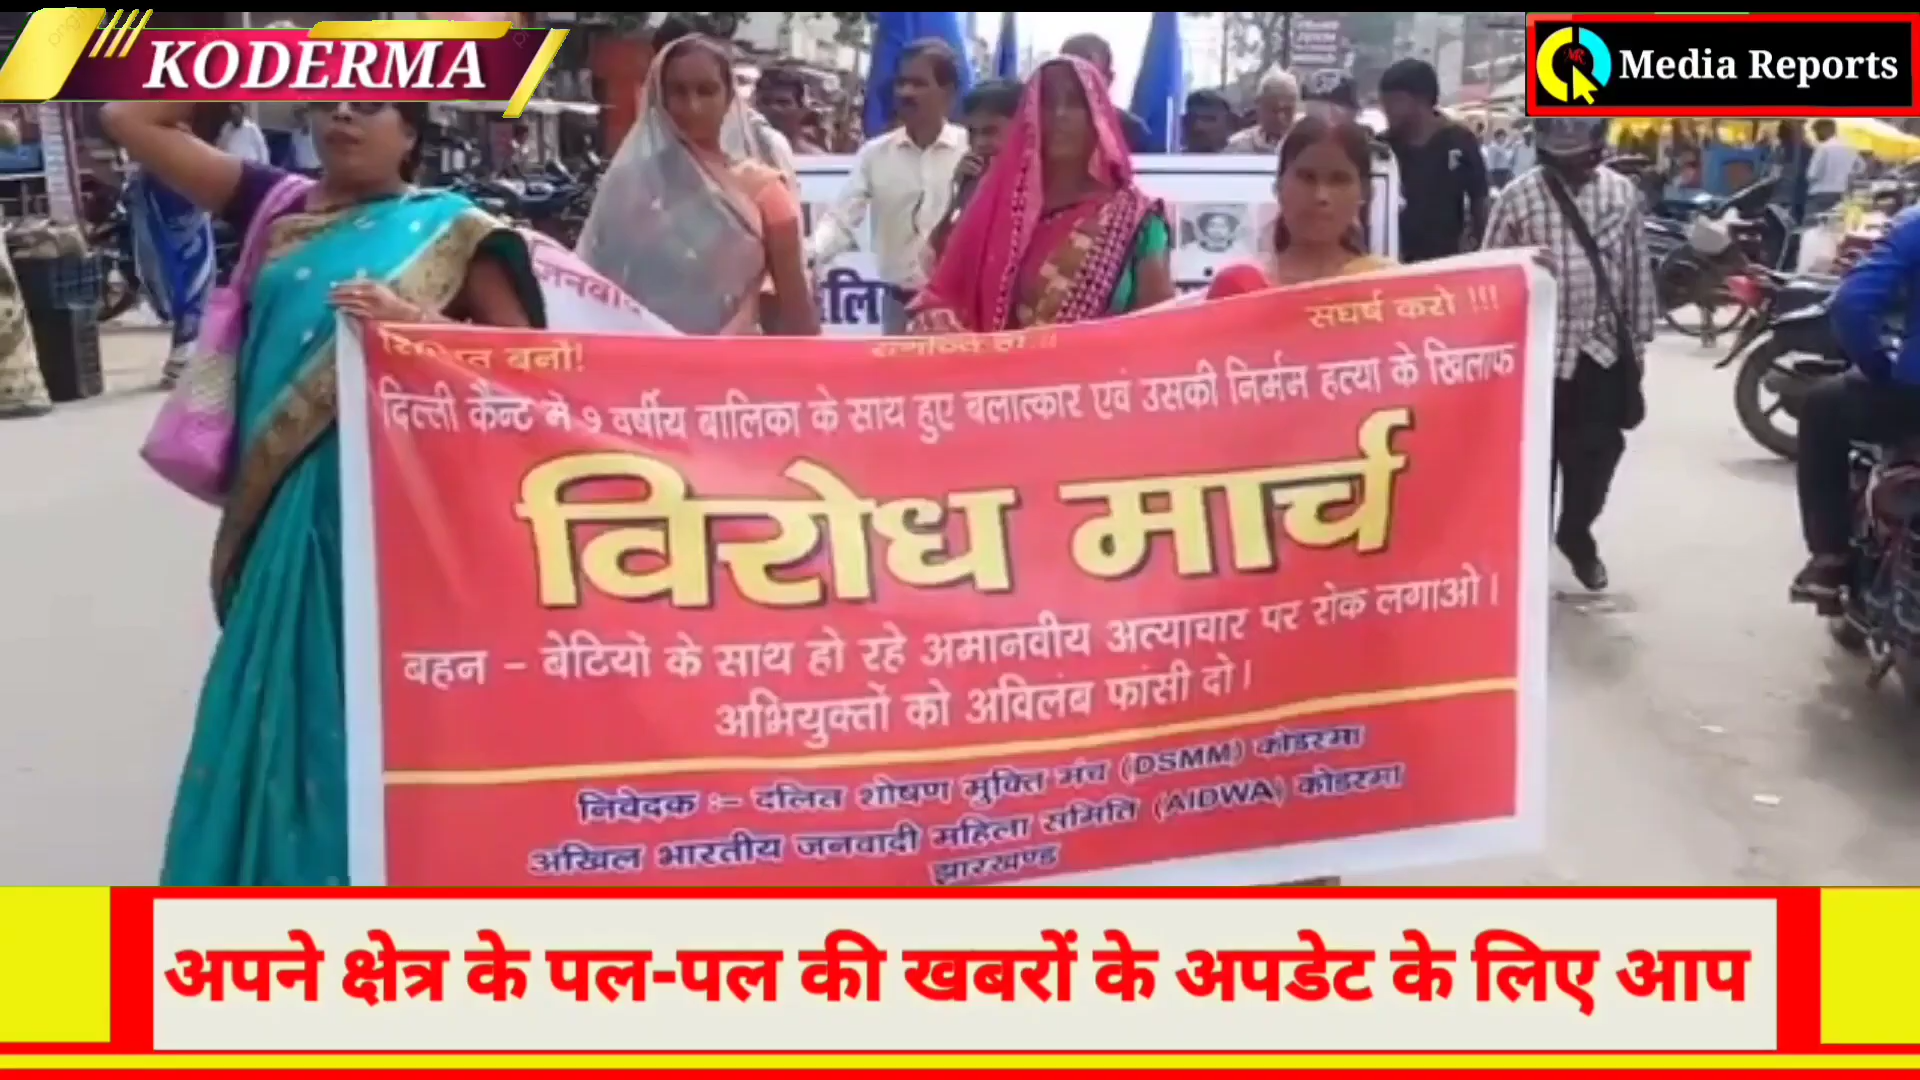 KODERMA
Media Reports
जनवाद
लि
बनो!
संघर्ष करो !!!
दिल्ली कैन्ट मे 9 वर्षीय बालिका के साथ हुए बलात्कार एवं उसकी निर्मम हत्या के खिलाफ
विरोध मार्च
बहन - बेटियों के साथ हो रहे अमानवीय अत्याचार पर रोक लगाओ।
अभियुक्तों को अविलंब फांसी दो।
निवेदक :- दलित शोषण मुक्ति मंच (DSMM) कोडरमा
अखिल भारतीय जनवादी महिला समिति (AIDWA) कोडरमा
झारखण्ड
अपने क्षेत्र के पल-पल की खबरों के अपडेट के लिए आप